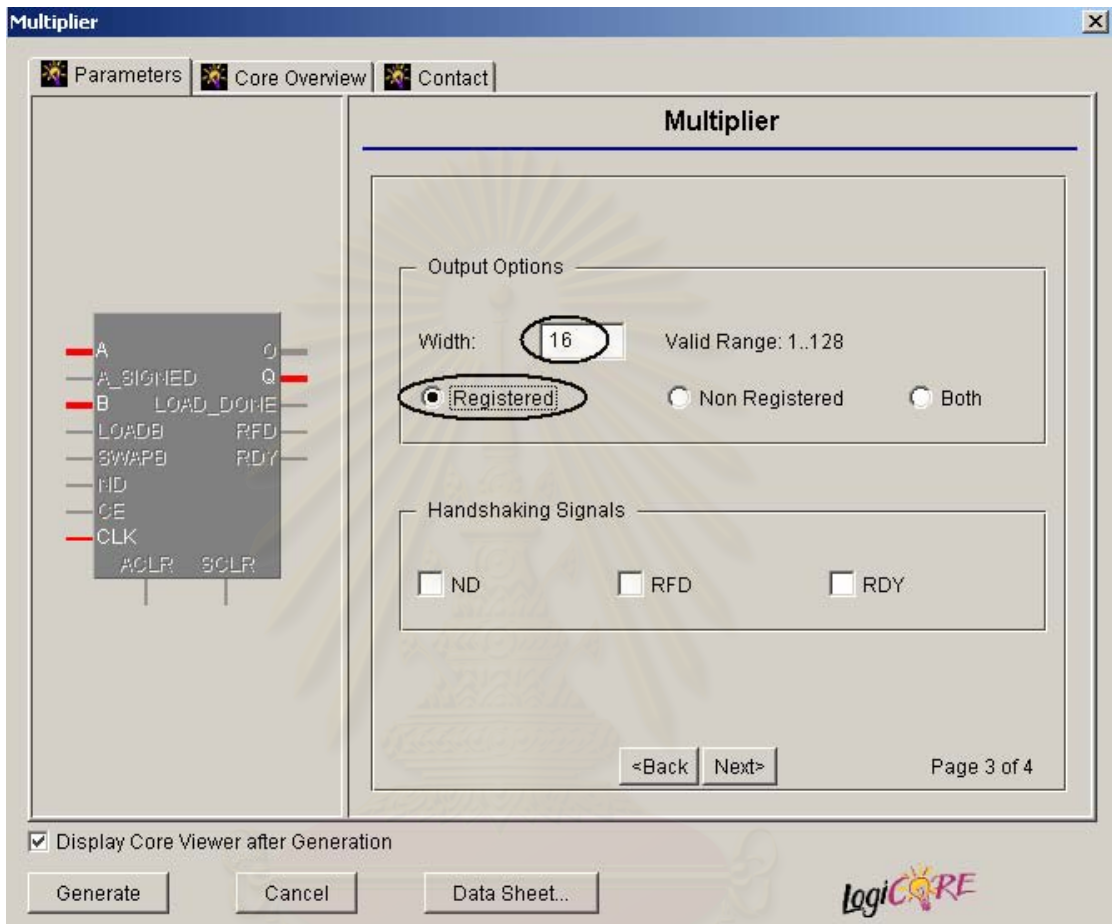 Multiplier
Parameters
Core Overview
Contact
Multiplier
A
O
A_SIGNED
Q
B
LOAD_DONE
LOADB
RFD
SWAPB
RDY
ND
CE
CLK
ACLR
SCLR
Output Options
Width:
16
Valid Range: 1..128
Registered
Non Registered
Both
Handshaking Signals
ND
RFD
RDY
<Back
Next>
Page 3 of 4
Display Core Viewer after Generation
Generate
Cancel
Data Sheet...
LogiCORE